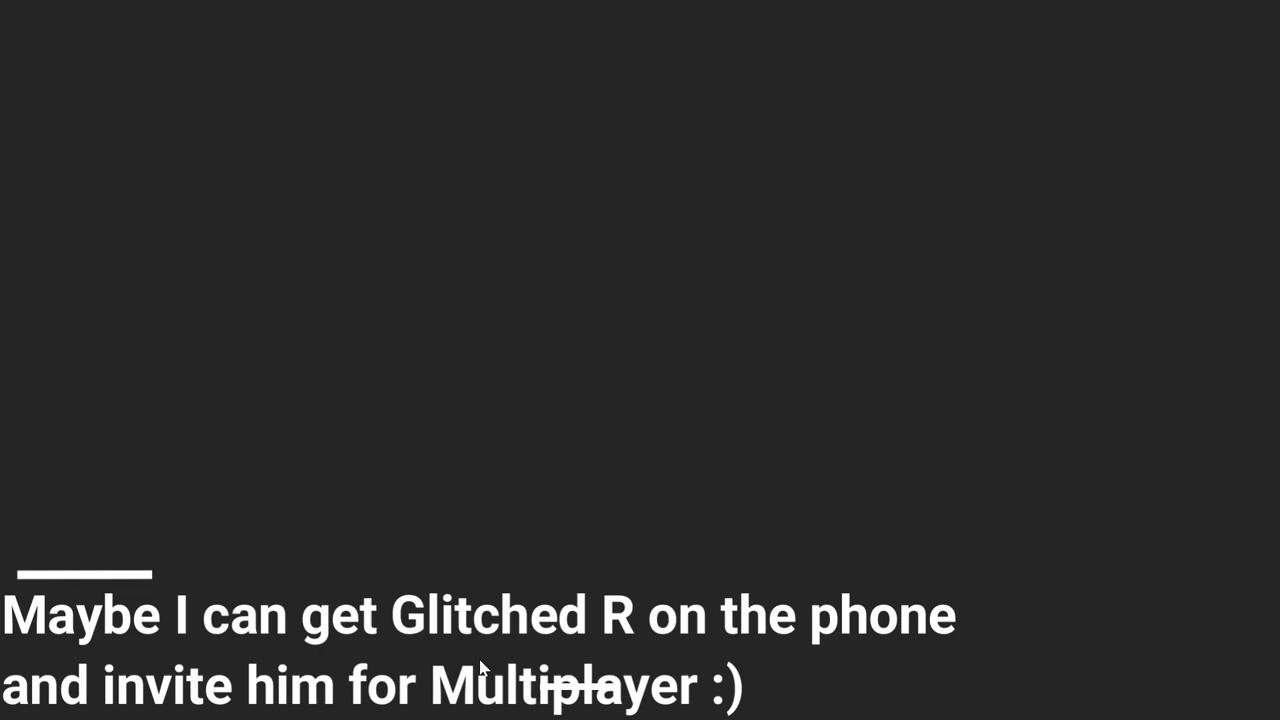 Maybe I can get Glitched R on the phone
and invite him for Multiplayer :)